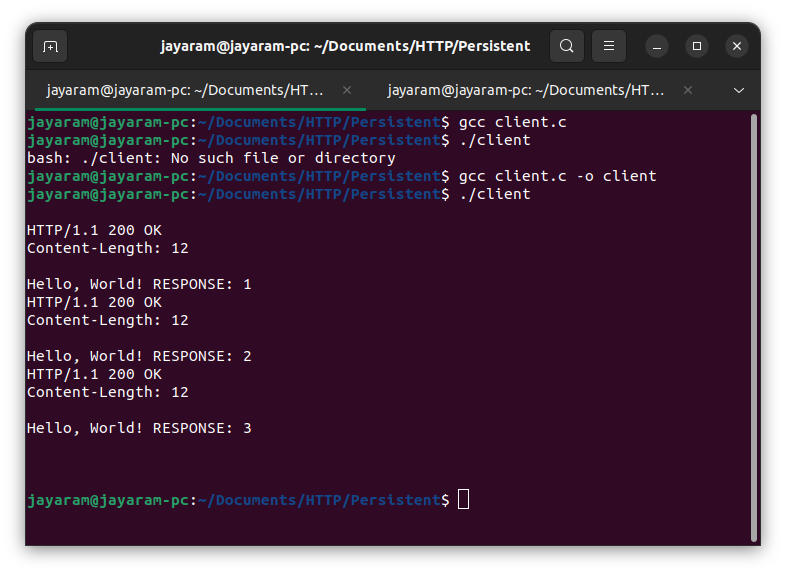 jayaram@jayaram-pc: ~/Documents/HTTP/Persistent
jayaram@jayaram-pc: ~/Documents/HT...
jayaram@jayaram-pc: ~/Documents/HT...
jayaram@jayaram-pc:~/Documents/HTTP/Persistent$ gcc client.c
jayaram@jayaram-pc:~/Documents/HTTP/Persistent$ ./client
bash: ./client: No such file or directory
jayaram@jayaram-pc:~/Documents/HTTP/Persistent$ gcc client.c -o client
jayaram@jayaram-pc:~/Documents/HTTP/Persistent$ ./client
HTTP/1.1 200 OK
Content-Length: 12
Hello, World! RESPONSE: 1
HTTP/1.1 200 OK
Content-Length: 12
Hello, World! RESPONSE: 2
HTTP/1.1 200 OK
Content-Length: 12
Hello, World! RESPONSE: 3
jayaram@jayaram-pc:~/Documents/HTTP/Persistent$